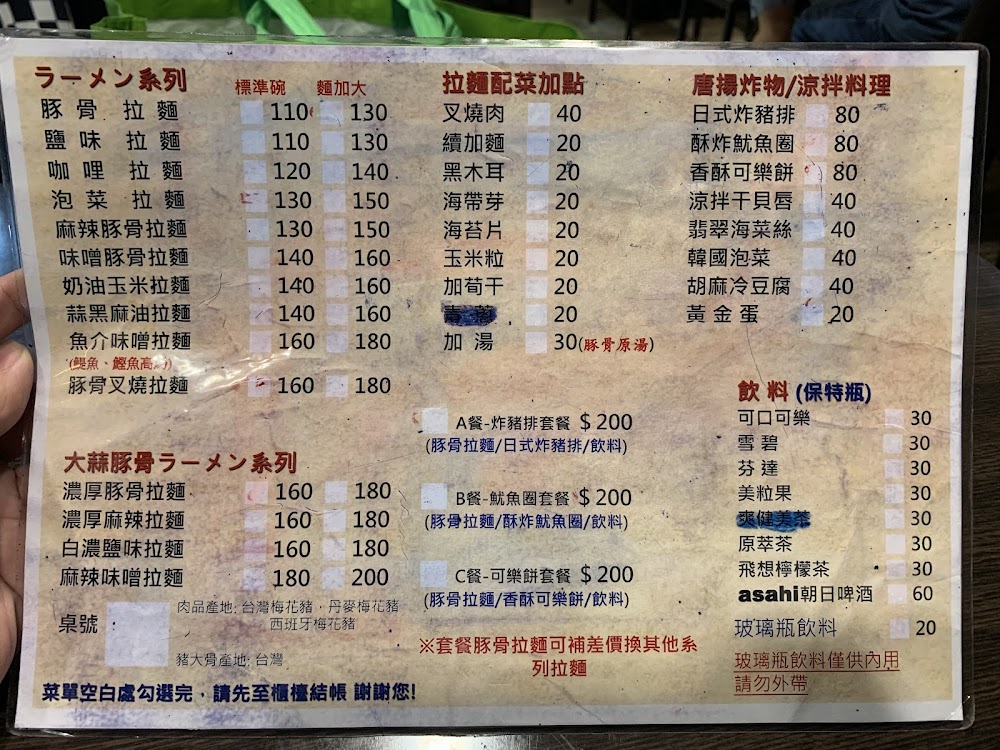 ラーメン系列 標準碗 麵加大
豚骨拉麵 110 130
鹽味拉麵 110 130
咖哩拉麵 120 140
泡菜拉麵 130 150
麻辣豚骨拉麵 130 150
味噌豚骨拉麵 140 160
奶油玉米拉麵 140 160
蒜黑麻油拉麵 140 160
魚介味噌拉麵 160 180
(鯷魚、鰹魚高湯)
豚骨叉燒拉麵 160 180
大蒜豚骨ラーメン系列
濃厚豚骨拉麵 160 180
濃厚麻辣拉麵 160 180
白濃鹽味拉麵 160 180
麻辣味噌拉麵 180 200
桌號
肉品產地: 台灣梅花豬，丹麥梅花豬
西班牙梅花豬
豬大骨產地: 台灣
菜單空白處勾選完，請先至櫃檯結帳 謝謝您!
拉麵配菜加點
叉燒肉 40
續加麵 20
黑木耳 20
海帶芽 20
海苔片 20
玉米粒 20
加荀干 20
青蔥 20
加湯 30(豚骨原湯)
A餐-炸豬排套餐 $200
(豚骨拉麵/日式炸豬排/飲料)
B餐-魷魚圈套餐 $200
(豚骨拉麵/酥炸魷魚圈/飲料)
C餐-可樂餅套餐 $200
(豚骨拉麵/香酥可樂餅/飲料)
※套餐豚骨拉麵可補差價換其他系
列拉麵
唐揚炸物/涼拌料理
日式炸豬排 80
酥炸魷魚圈 80
香酥可樂餅 80
涼拌干貝唇 40
翡翠海菜絲 40
韓國泡菜 40
胡麻冷豆腐 40
黃金蛋 20
飲料 (保特瓶)
可口可樂 30
雪碧 30
芬達 30
美粒果 30
爽健美茶 30
原萃茶 30
飛想檸檬茶 30
asahi朝日啤酒 60
玻璃瓶飲料 20
玻璃瓶飲料僅供內用
請勿外帶